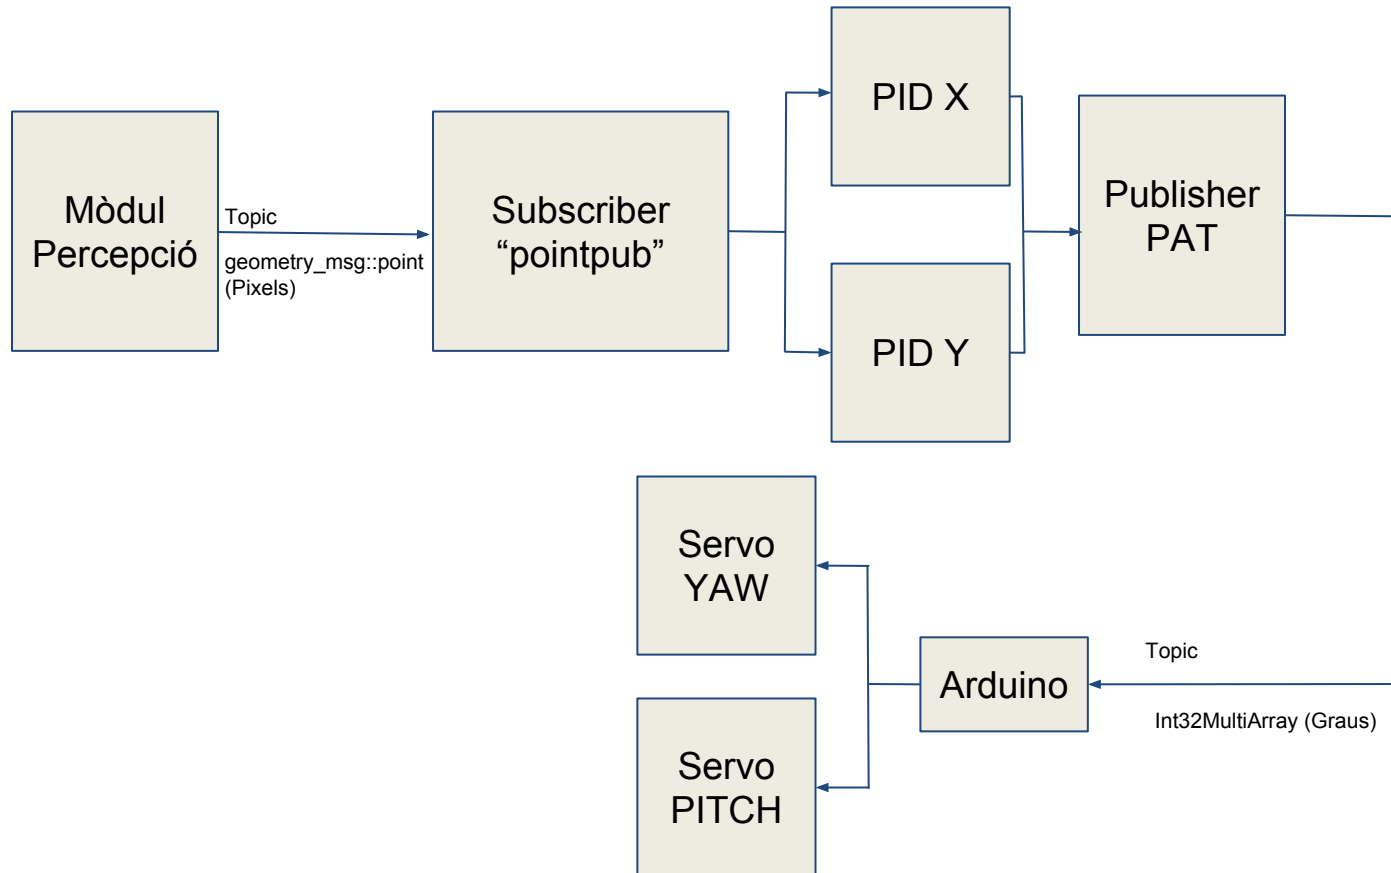 Mòdul
Percepció
Topic
geometry_msg::point
(Pixels)
Subscriber
“pointpub”
PID X
PID Y
Publisher
PAT
Servo
YAW
Servo
PITCH
Arduino
Topic
Int32MultiArray (Graus)